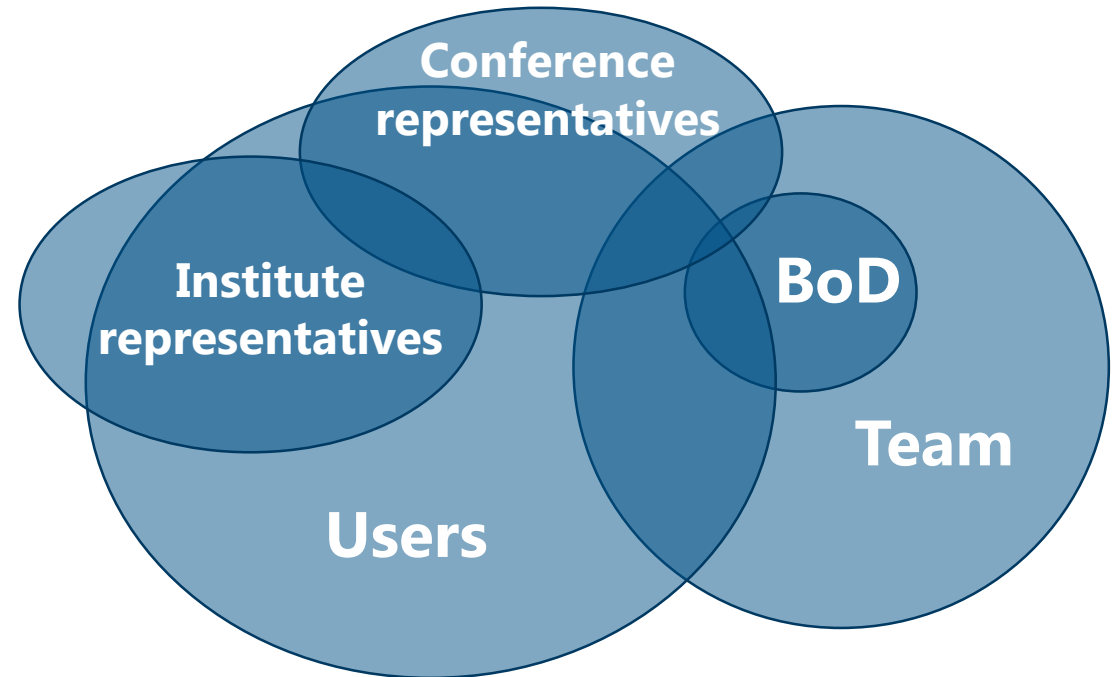 Conference
representatives
Institute
representatives
BoD
Team
Users